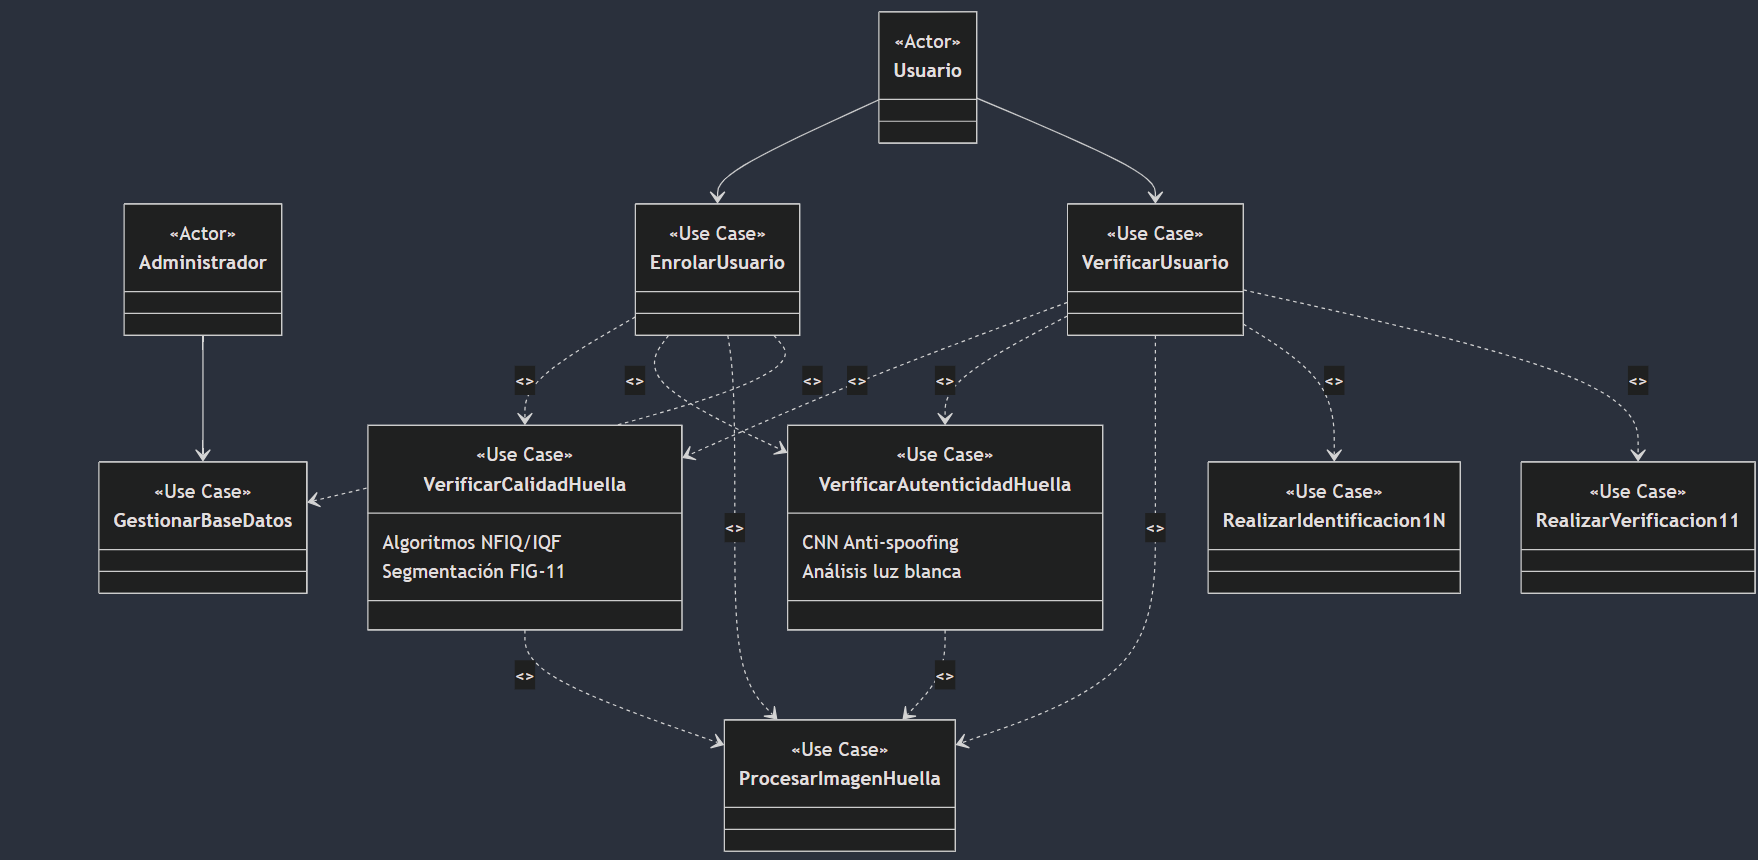 «Actor»
Usuario
«Actor»
Administrador
«Use Case»
EnrolarUsuario
«Use Case»
VerificarUsuario
<>
<>
<>
<>
<>
<>
<>
«Use Case»
GestionarBaseDatos
«Use Case»
VerificarCalidadHuella
Algoritmos NFIQ/IQF
Segmentación FIG-11
<>
«Use Case»
VerificarAutenticidadHuella
CNN Anti-spoofing
Análisis luz blanca
<>
«Use Case»
RealizarIdentificacion1N
«Use Case»
RealizarVerificacion11
<>
<>
«Use Case»
ProcesarImagenHuella